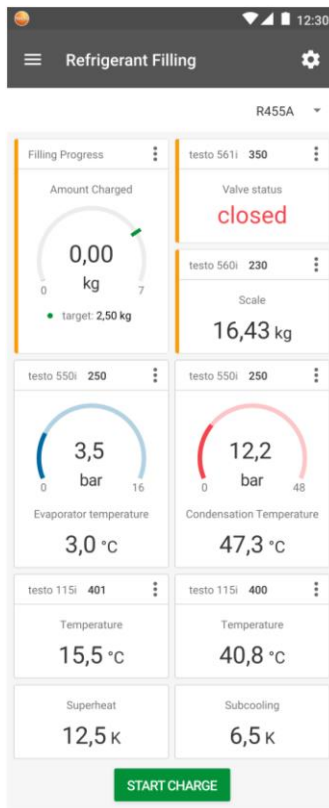 12:30
Refrigerant Filling
R455A
Filling Progress
Amount Charged
0,00
kg
0 7
target: 2,50 kg
testo 561i 350
Valve status
closed
testo 560i 230
Scale
16,43 kg
testo 550i 250
3,5
bar
0 16
Evaporator temperature
3,0 °C
testo 550i 250
12,2
bar
0 48
Condensation Temperature
47,3 °C
testo 115i 401
Temperature
15,5 °C
testo 115i 400
Temperature
40,8 °C
Superheat
12,5 K
Subcooling
6,5 K
START CHARGE